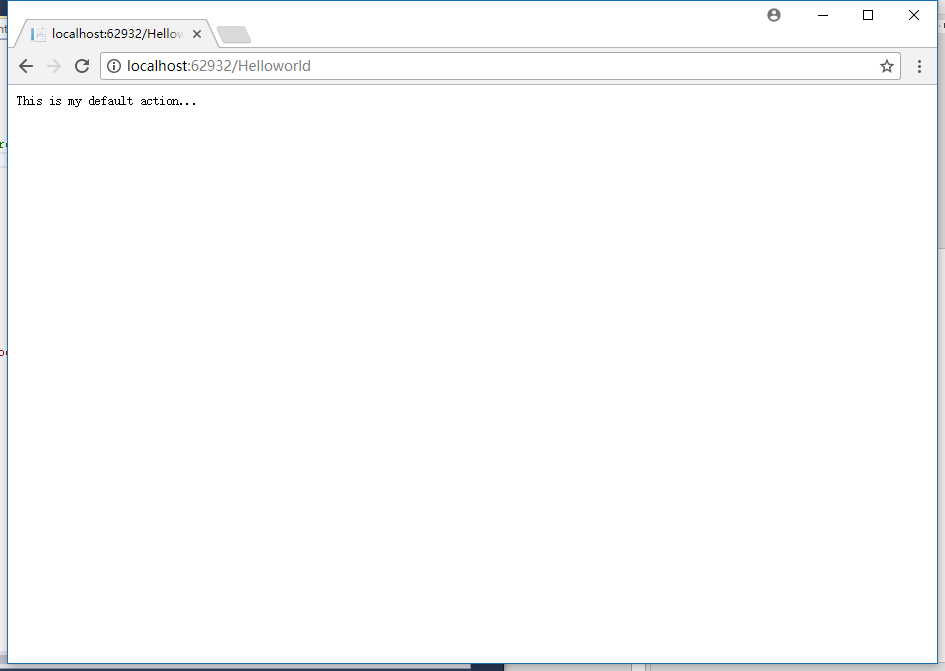 localhost:62932/Hellow
localhost:62932/Helloworld
This is my default action...